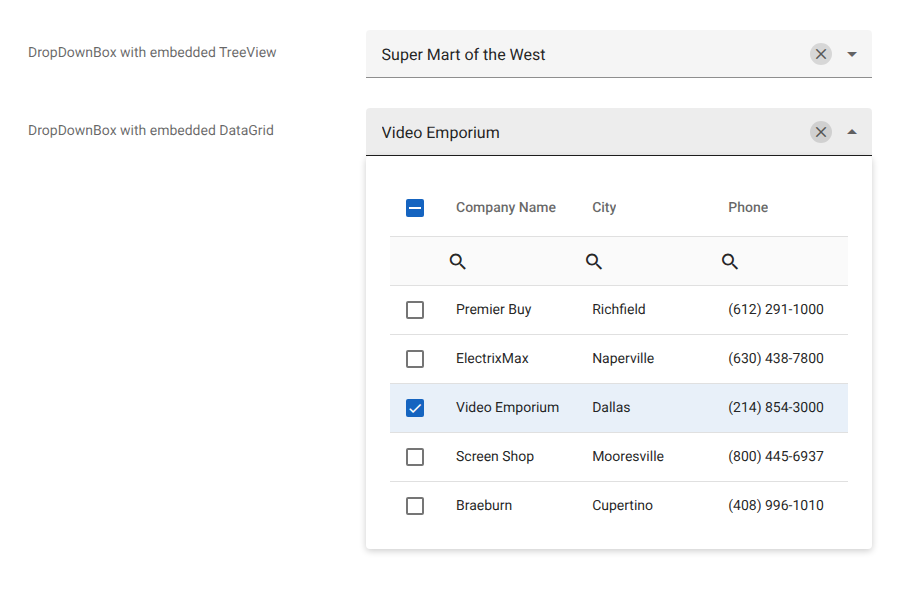 DropDownBox with embedded TreeView
Super Mart of the West
DropDownBox with embedded DataGrid
Video Emporium
Company Name City Phone
Premier Buy Richfield (612) 291-1000
ElectrixMax Naperville (630) 438-7800
Video Emporium Dallas (214) 854-3000
Screen Shop Mooresville (800) 445-6937
Braeburn Cupertino (408) 996-1010